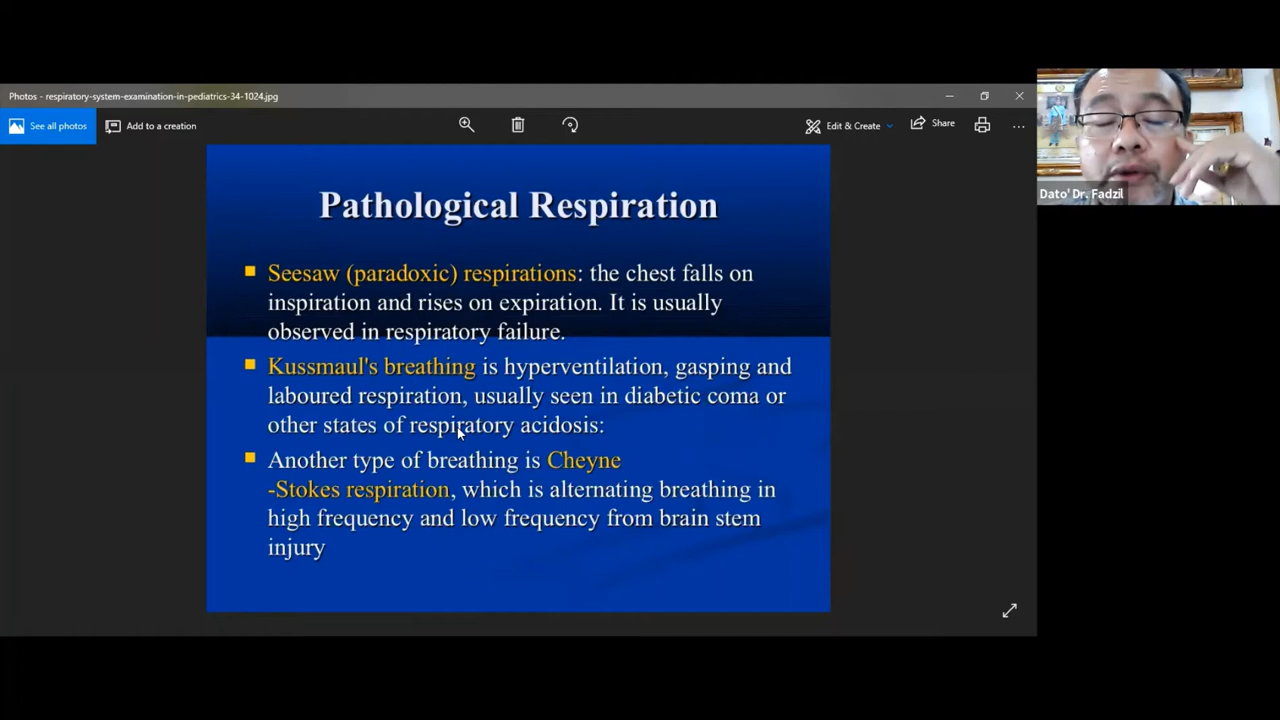 Photos - respiratory-system-examination-in-pediatrics-34-1024.jpg
See all photos
Add to a creation
Edit & Create
Share
Dato' Dr. Fadzil
Pathological Respiration
Seesaw (paradoxic) respirations: the chest falls on
inspiration and rises on expiration. It is usually
observed in respiratory failure.
Kussmaul's breathing is hyperventilation, gasping and
laboured respiration, usually seen in diabetic coma or
other states of respiratory acidosis:
Another type of breathing is Cheyne
-Stokes respiration, which is alternating breathing in
high frequency and low frequency from brain stem
injury